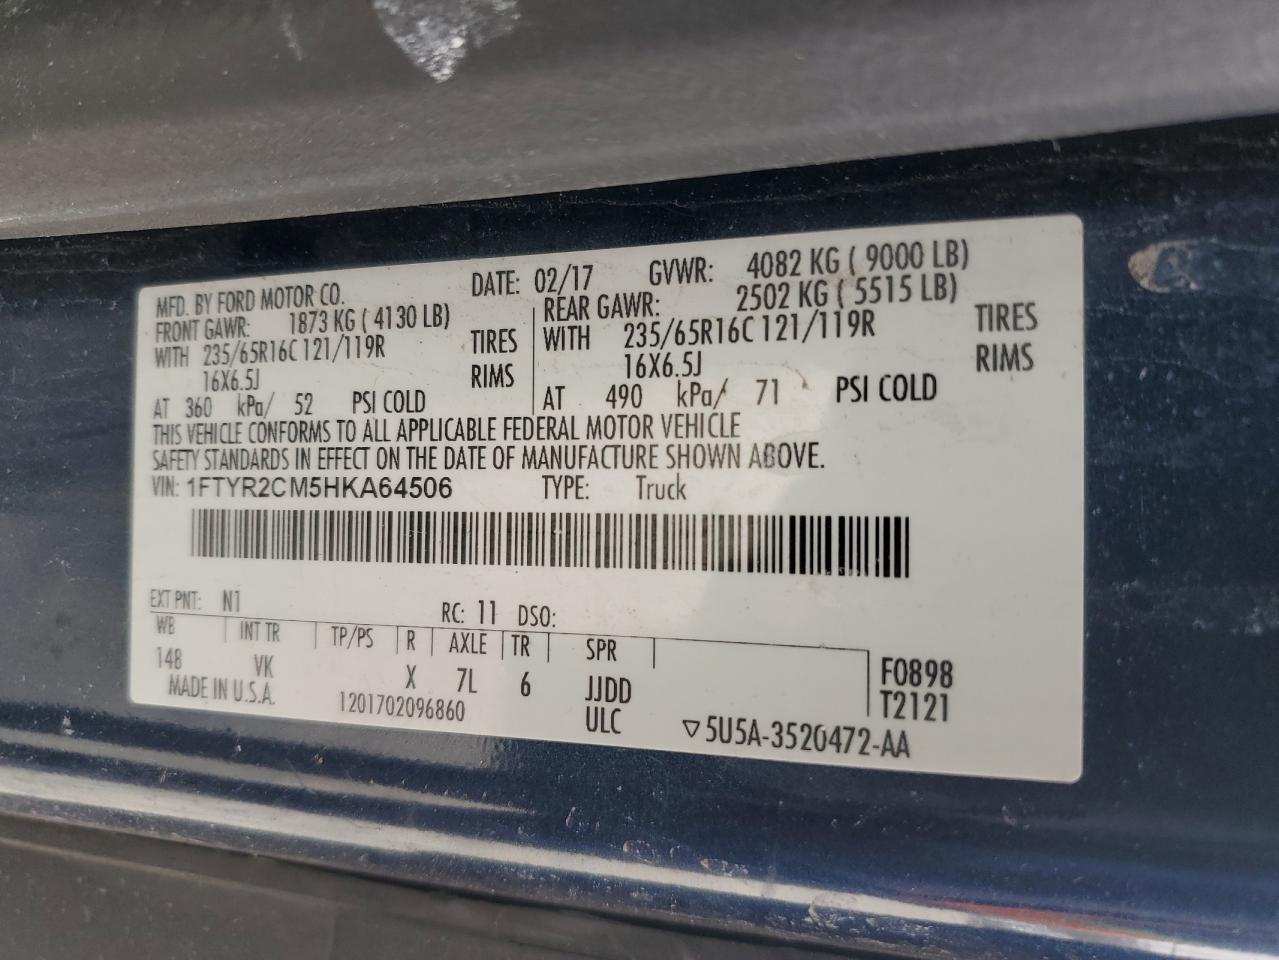 MFD. BY FORD MOTOR CO. DATE: 02/17 GVWR: 4082 KG ( 9000 LB)
FRONT GAWR: 1873 KG ( 4130 LB) REAR GAWR: 2502 KG ( 5515 LB)
WITH 235/65R16C 121/119R TIRES WITH 235/65R16C 121/119R TIRES
16X6.5J RIMS 16X6.5J RIMS
AT 360 kPa/ 52 PSI COLD AT 490 kPa/ 71 PSI COLD
THIS VEHICLE CONFORMS TO ALL APPLICABLE FEDERAL MOTOR VEHICLE
SAFETY STANDARDS IN EFFECT ON THE DATE OF MANUFACTURE SHOWN ABOVE.
VIN: 1FTYR2CM5HKA64506 TYPE: Truck
EXT PNT: N1 RC: 11 DSO:
WB INT TR TP/PS R AXLE TR SPR
148 VK X 7L 6 JJDD F0898
MADE IN U.S.A. 1201702096860 ULC T2121
▽5U5A-3520472-AA